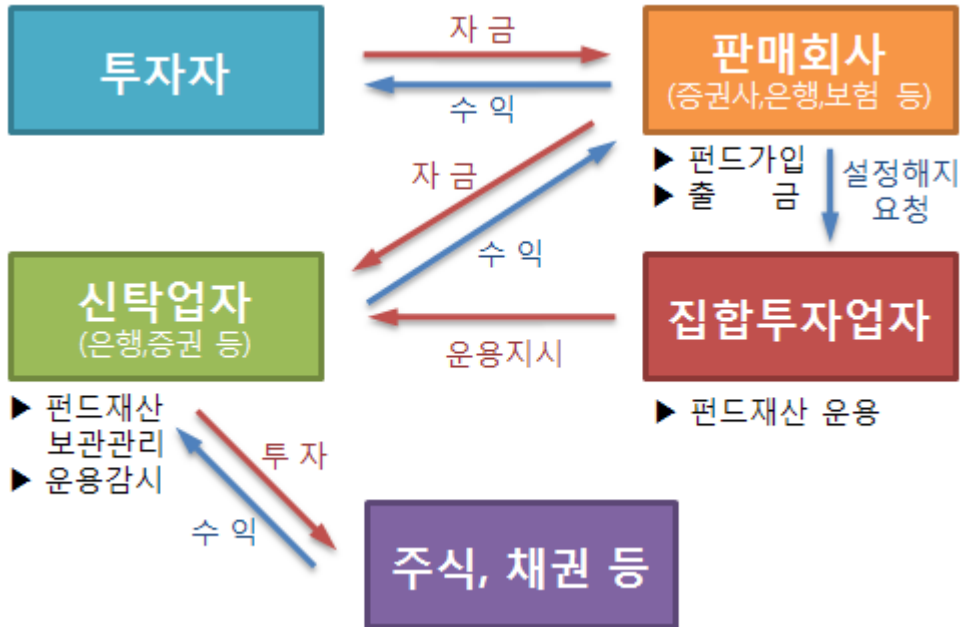 투자자
자 금
수 익
판매회사
(증권사,은행,보험 등)
▶ 펀드가입
▶ 출 금
설정해지
요청
자 금
수 익
신탁업자
(은행,증권 등)
운용지시
집합투자업자
▶ 펀드재산
보관관리
▶ 운용감시
▶ 펀드재산 운용
투 자
수 익
주식, 채권 등